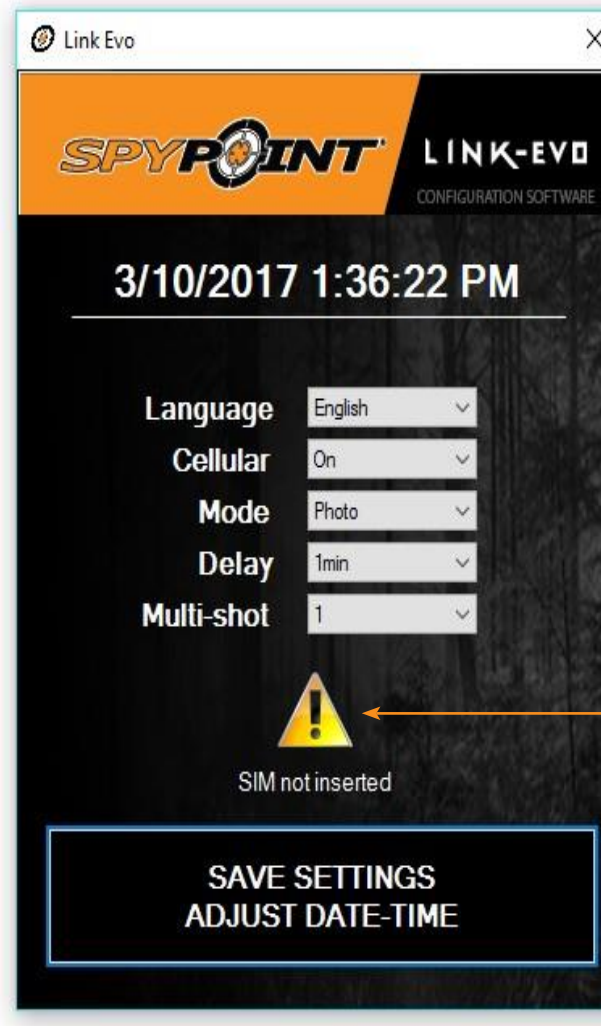 Link Evo
SPYPOINT
LINK-EVO
CONFIGURATION SOFTWARE
3/10/2017 1:36:22 PM
Language English
Cellular On
Mode Photo
Delay 1min
Multi-shot 1
SIM not inserted
SAVE SETTINGS
ADJUST DATE-TIME